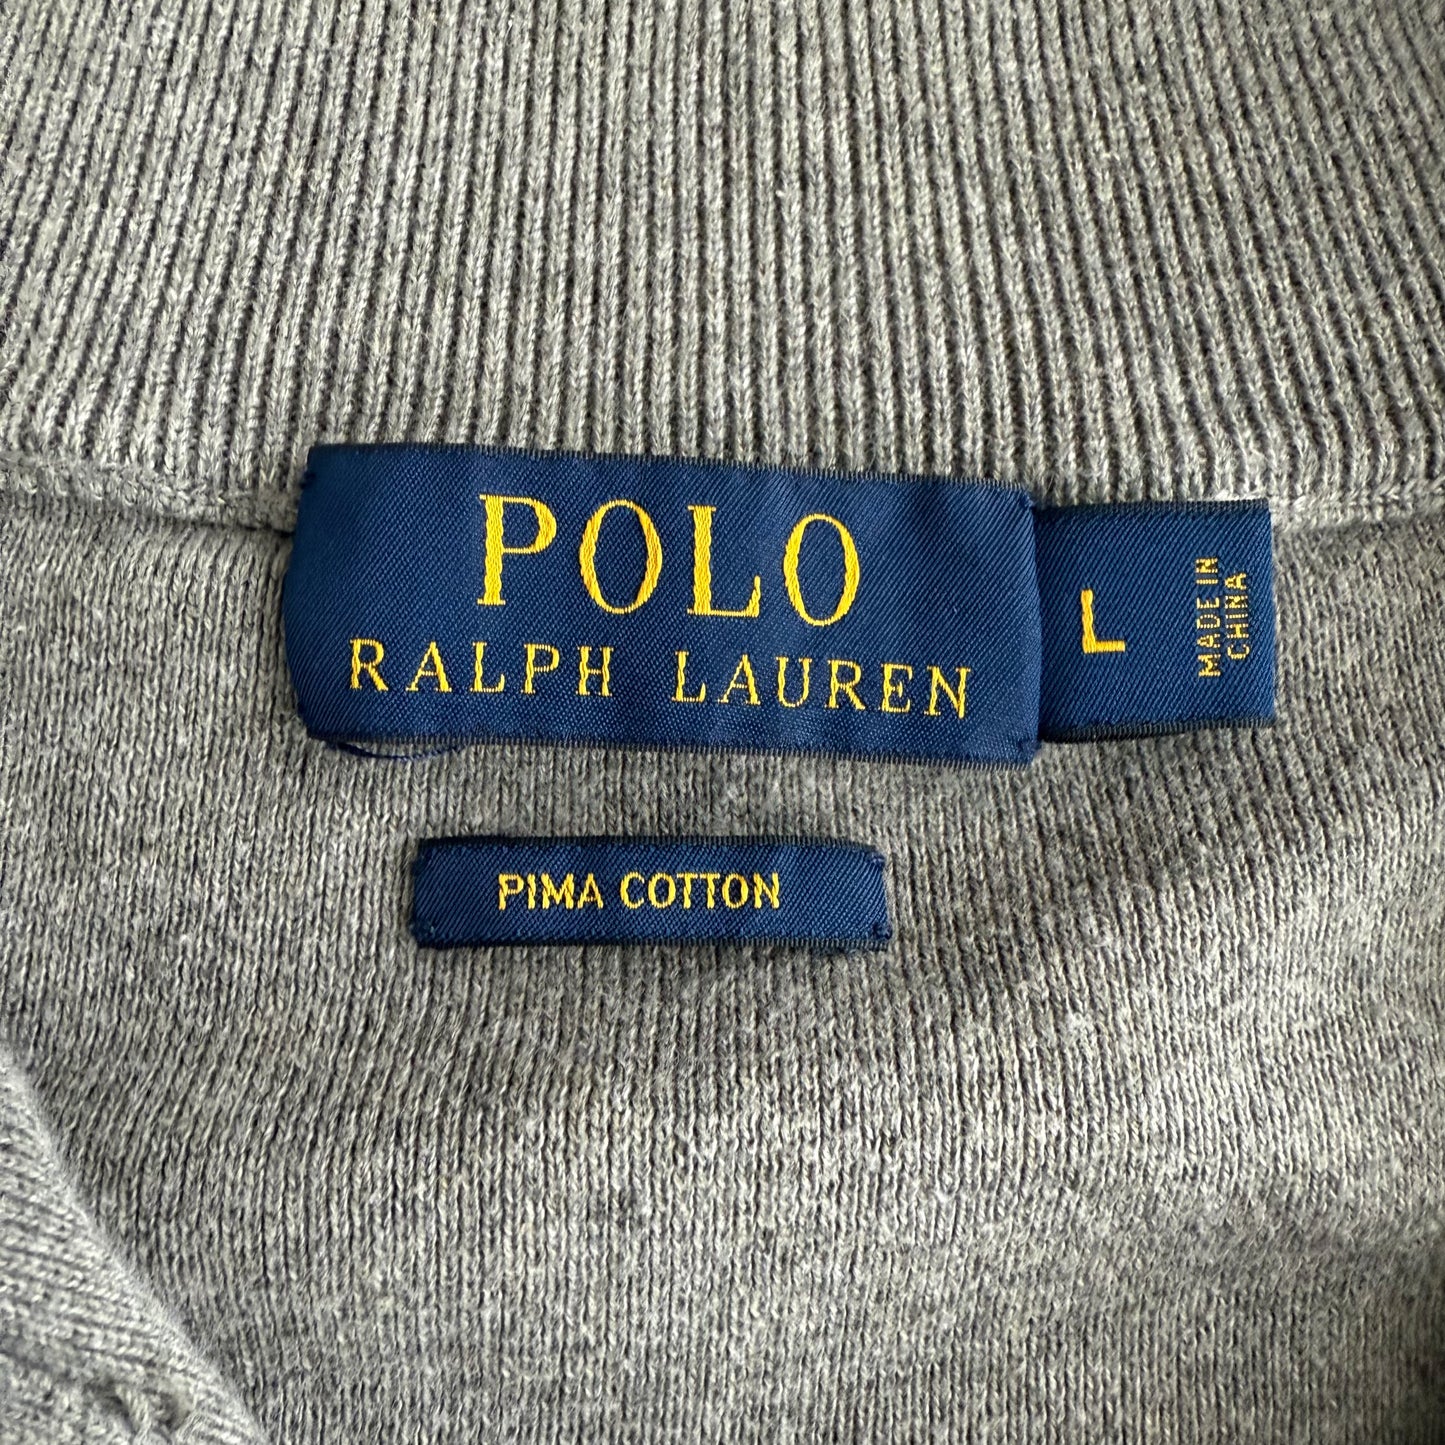 POLO
RALPH LAUREN
L
MADE IN
CHINA
PIMA COTTON